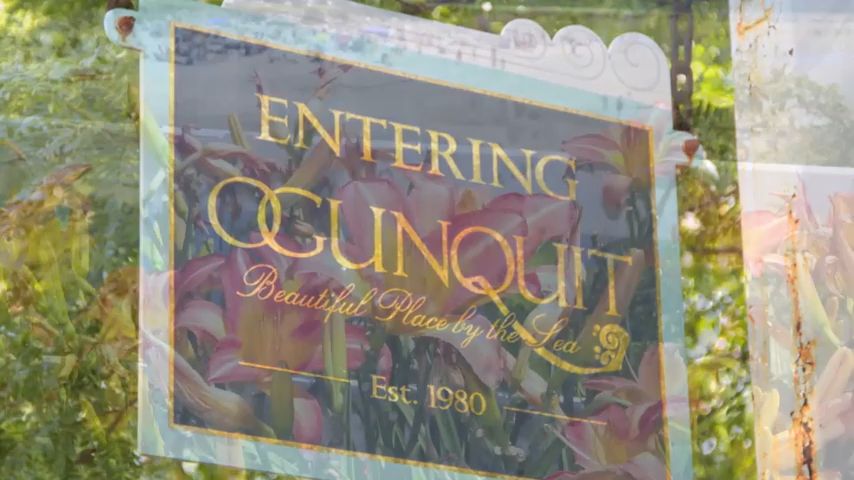 ENTERING
OGUNQUIT
Beautiful Place by the Sea
Est. 1980